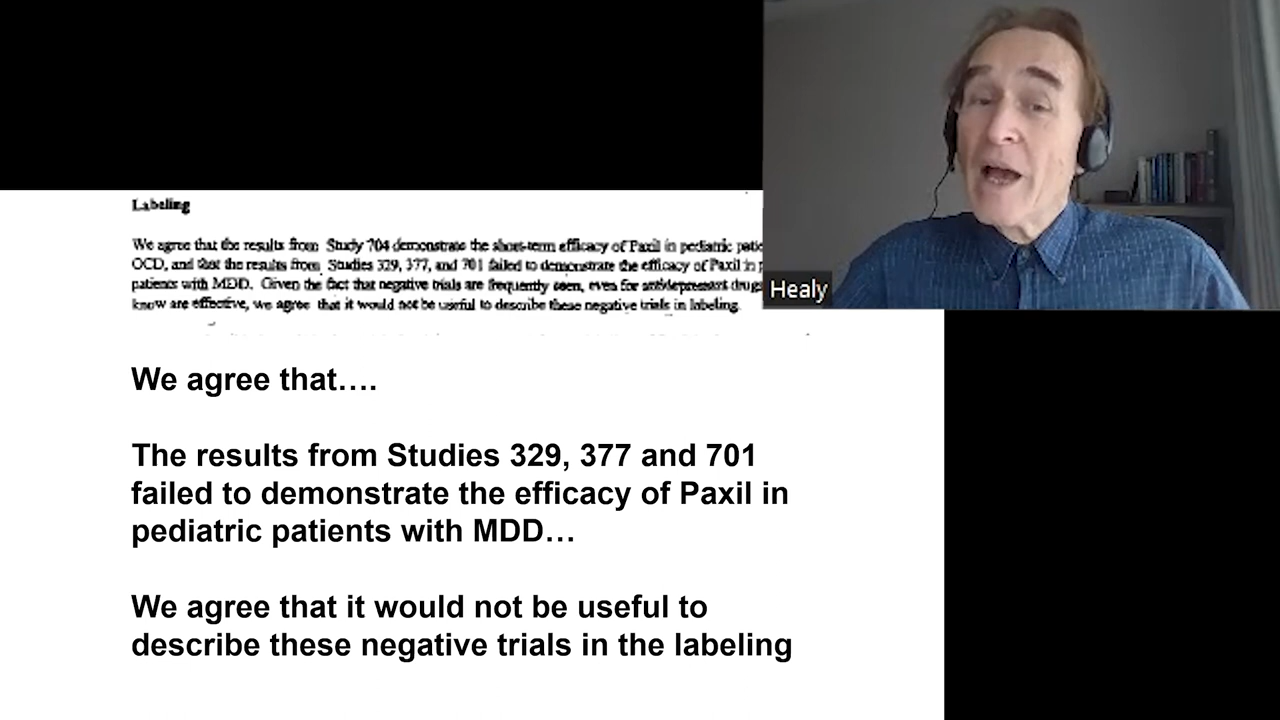 Labeling
We agree that the results from Study 704 demonstrate the short-term efficacy of Paxil in pediatric
OCD, and that the results from Studies 329, 377, and 701 failed to demonstrate the efficacy of Paxil in
patients with MDD. Given the fact that negative trials are frequently seen, even for antidepressant drugs
know are effective, we agree that it would not be useful to describe these negative trials in labeling.
Healy
We agree that….
The results from Studies 329, 377 and 701
failed to demonstrate the efficacy of Paxil in
pediatric patients with MDD…
We agree that it would not be useful to
describe these negative trials in the labeling